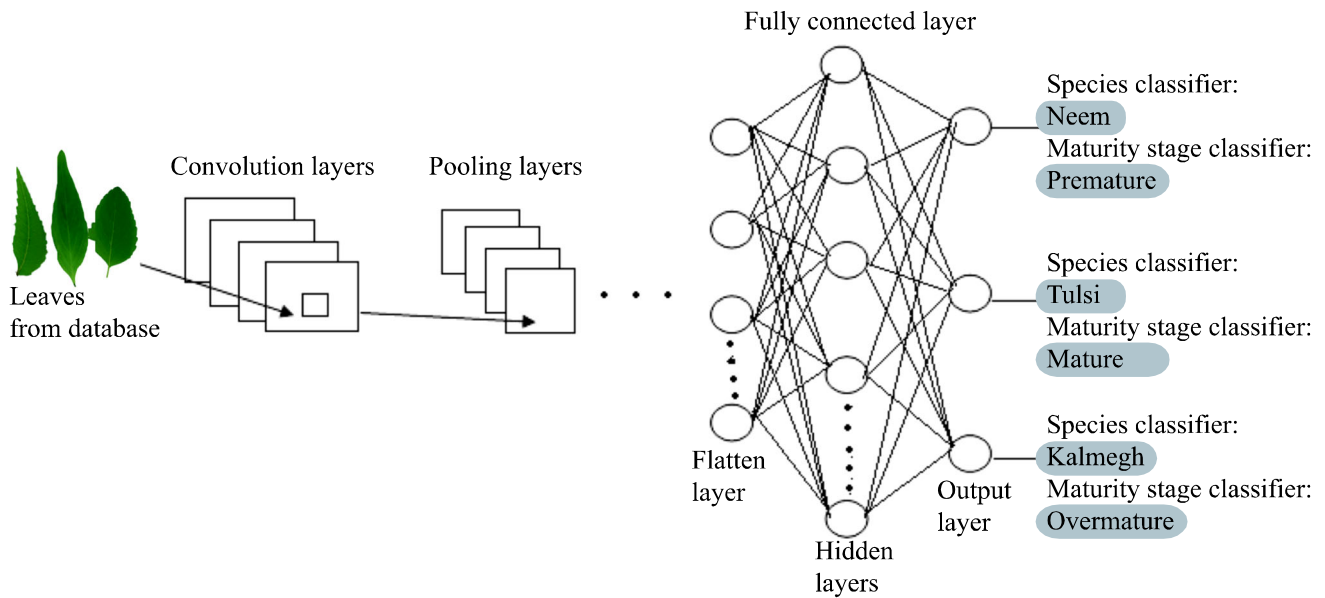 Fully connected layer
Convolution layers
Pooling layers
Leaves
from database
Flatten
layer
Hidden
layers
Output
layer
Species classifier:
Neem
Maturity stage classifier:
Premature
Species classifier:
Tulsi
Maturity stage classifier:
Mature
Species classifier:
Kalmegh
Maturity stage classifier:
Overmature